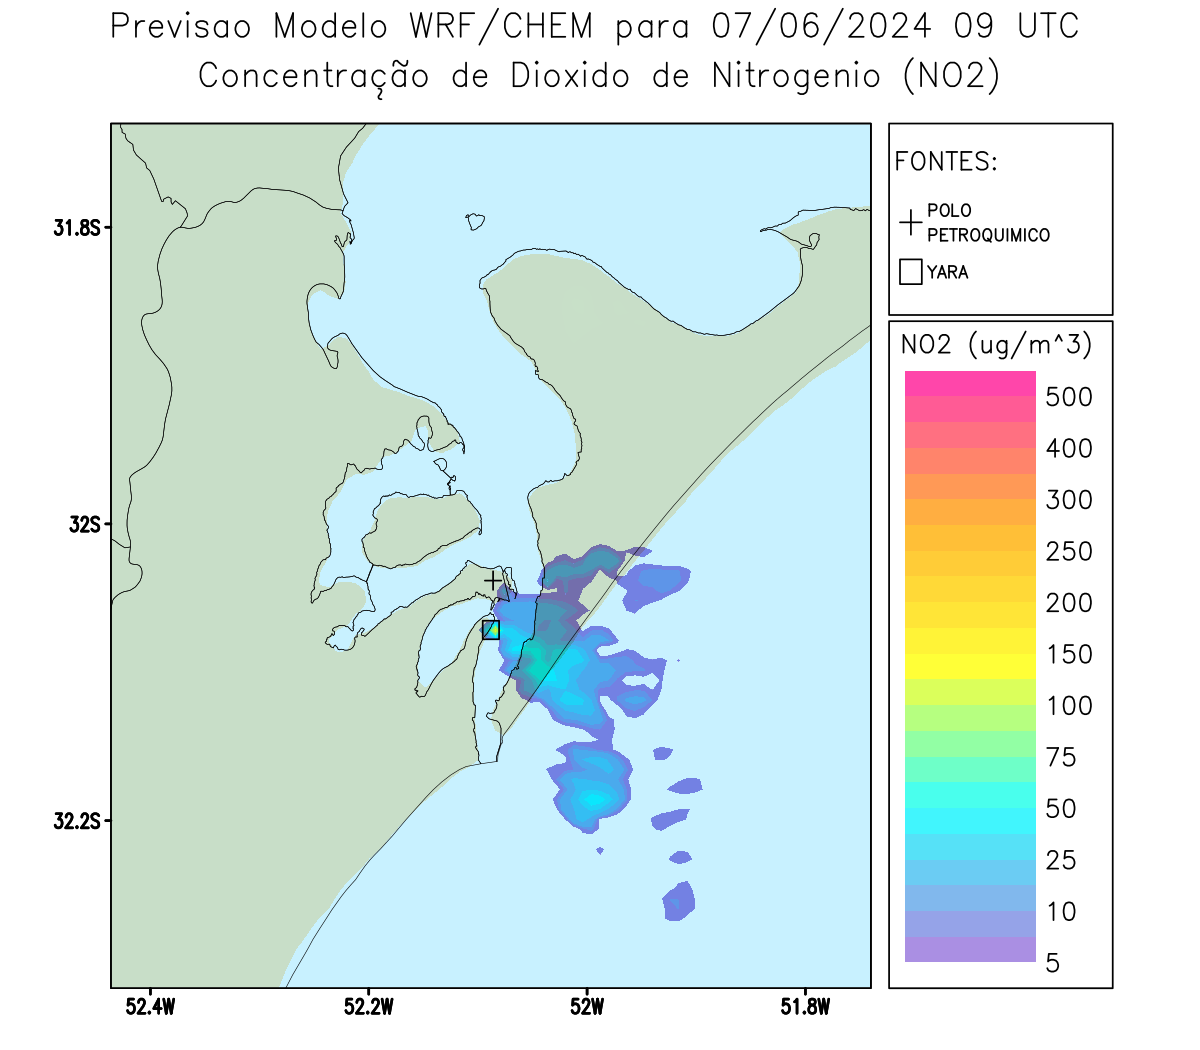 Previsao Modelo WRF/CHEM para 07/06/2024 09 UTC
Concentração de Dioxido de Nitrogenio (NO2)
FONTES:
POLO
PETROQUIMICO
YARA
NO2 (ug/m^3)
500
400
300
250
200
150
100
75
50
25
10
5
31.8S
32S
32.2S
52.4W
52.2W
52W
51.8W